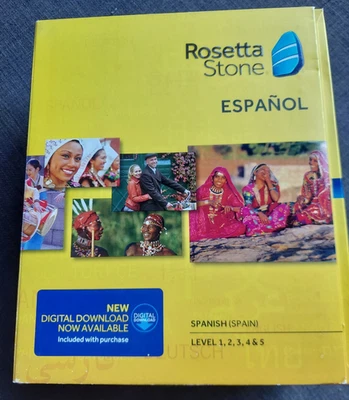 Rosetta
Stone
ESPAÑOL
NEW
DIGITAL DOWNLOAD
NOW AVAILABLE
Included with purchase
DIGITAL
DOWNLOAD
SPANISH (SPAIN)
LEVEL 1, 2, 3, 4 & 5